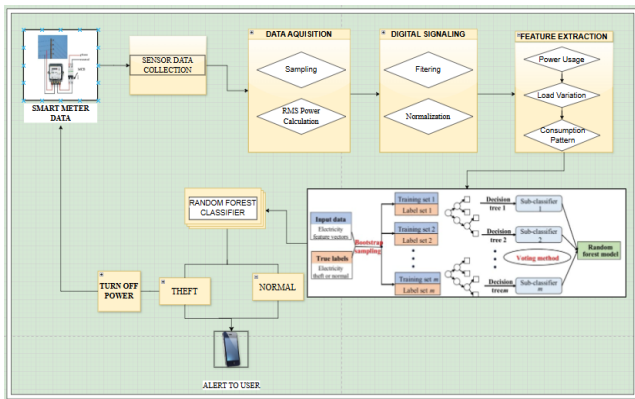 SMART METER
DATA
SENSOR DATA
COLLECTION
DATA AQUISITION
Sampling
RMS Power
Calculation
DIGITAL SIGNALING
Fitering
Normalization
FEATURE EXTRACTION
Power Usage
Load Variation
Consumption
Pattern
RANDOM FOREST
CLASSIFIER
Input data
Electricity
feature vectors
True labels
Electricity
theft or normal
Bootstrap
sampling
Training set 1
Label set 1
Training set 2
Label set 2
Training set m
Label set m
Decision
tree 1
Decision
tree 2
Decision
treem
Sub-classifier
1
Sub-classifier
2
Voting method
Sub-classifier
m
Random
forest model
TURN OFF
POWER
THEFT
NORMAL
ALERT TO USER